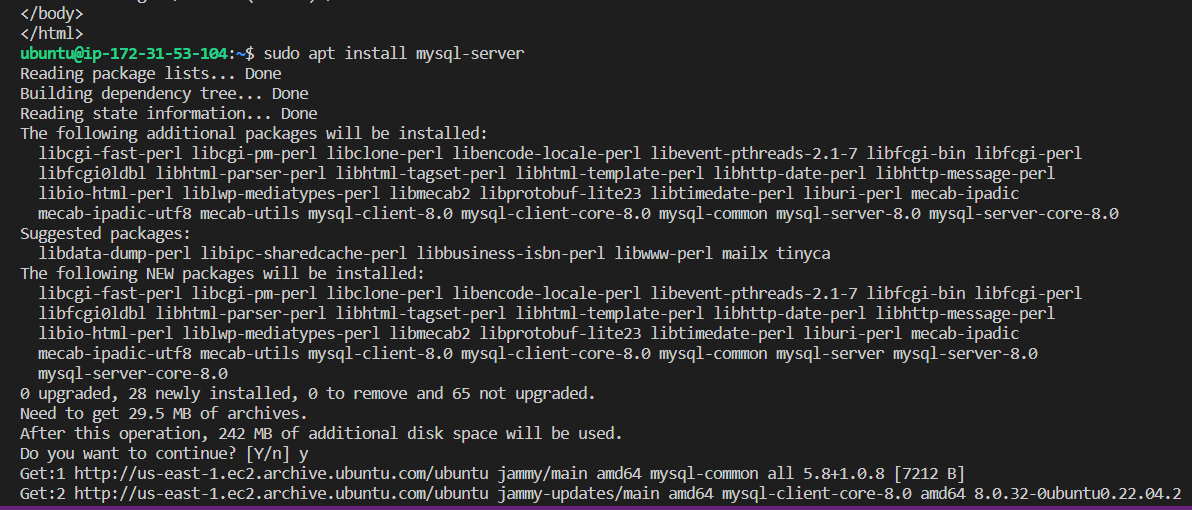 </body>
</html>
ubuntu@ip-172-31-53-104:~$ sudo apt install mysql-server
Reading package lists... Done
Building dependency tree... Done
Reading state information... Done
The following additional packages will be installed:
  libcgi-fast-perl libcgi-pm-perl libclone-perl libencode-locale-perl libevent-pthreads-2.1-7 libfcgi-bin libfcgi-perl
  libfcgi0ldbl libhtml-parser-perl libhtml-tagset-perl libhtml-template-perl libhttp-date-perl libhttp-message-perl
  libio-html-perl liblwp-mediatypes-perl libmecab2 libprotobuf-lite23 libtimedate-perl liburi-perl mecab-ipadic
  mecab-ipadic-utf8 mecab-utils mysql-client-8.0 mysql-client-core-8.0 mysql-common mysql-server-8.0 mysql-server-core-8.0
Suggested packages:
  libdata-dump-perl libipc-sharedcache-perl libbusiness-isbn-perl libwww-perl mailx tinyca
The following NEW packages will be installed:
  libcgi-fast-perl libcgi-pm-perl libclone-perl libencode-locale-perl libevent-pthreads-2.1-7 libfcgi-bin libfcgi-perl
  libfcgi0ldbl libhtml-parser-perl libhtml-tagset-perl libhtml-template-perl libhttp-date-perl libhttp-message-perl
  libio-html-perl liblwp-mediatypes-perl libmecab2 libprotobuf-lite23 libtimedate-perl liburi-perl mecab-ipadic
  mecab-ipadic-utf8 mecab-utils mysql-client-8.0 mysql-client-core-8.0 mysql-common mysql-server mysql-server-8.0
  mysql-server-core-8.0
0 upgraded, 28 newly installed, 0 to remove and 65 not upgraded.
Need to get 29.5 MB of archives.
After this operation, 242 MB of additional disk space will be used.
Do you want to continue? [Y/n] y
Get:1 http://us-east-1.ec2.archive.ubuntu.com/ubuntu jammy/main amd64 mysql-common all 5.8+1.0.8 [7212 B]
Get:2 http://us-east-1.ec2.archive.ubuntu.com/ubuntu jammy-updates/main amd64 mysql-client-core-8.0 amd64 8.0.32-0ubuntu0.22.04.2